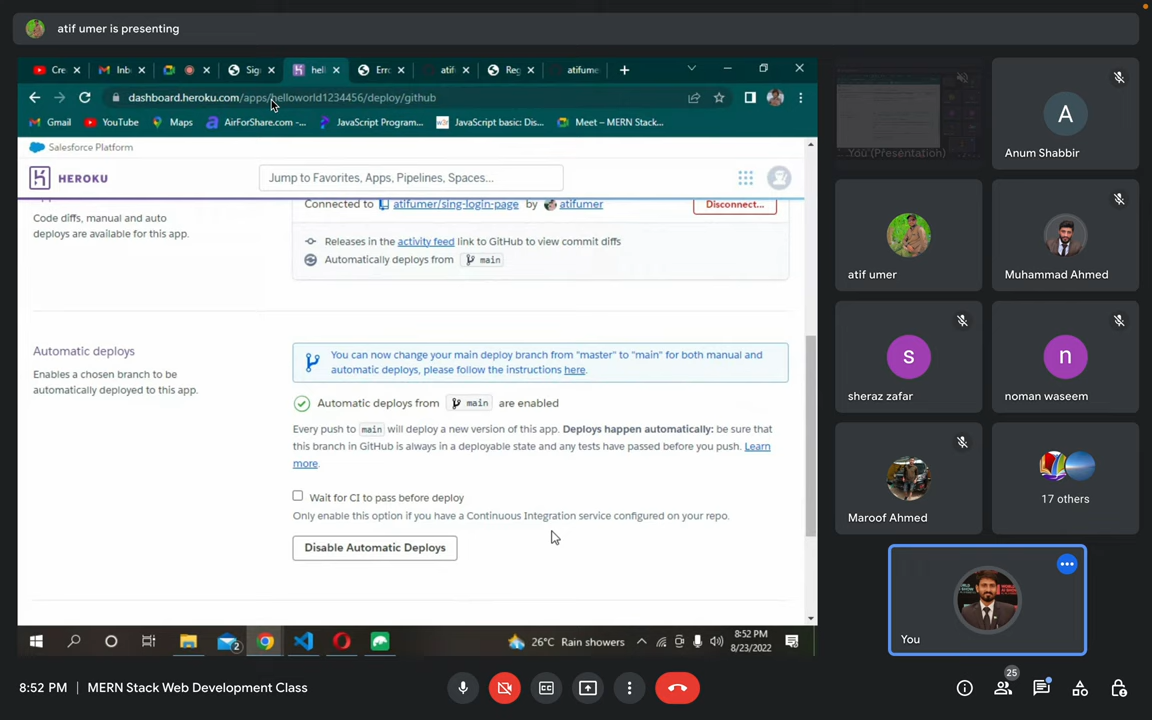 atif umer is presenting
Cre
Inb
Sig
hell
Erro
atif
Reg
atifume
dashboard.heroku.com/apps/helloworld1234456/deploy/github
Gmail
YouTube
Maps
AirForShare.com -...
JavaScript Program...
JavaScript basic: Dis...
Meet – MERN Stack...
Salesforce Platform
HEROKU
Jump to Favorites, Apps, Pipelines, Spaces...
Code diffs, manual and auto
deploys are available for this app.
Connected to atifumer/sing-login-page by atifumer
Disconnect...
Releases in the activity feed link to GitHub to view commit diffs
Automatically deploys from main
Automatic deploys
Enables a chosen branch to be
automatically deployed to this app.
You can now change your main deploy branch from "master" to "main" for both manual and
automatic deploys, please follow the instructions here.
Automatic deploys from main are enabled
Every push to main will deploy a new version of this app. Deploys happen automatically: be sure that
this branch in GitHub is always in a deployable state and any tests have passed before you push. Learn
more.
Wait for CI to pass before deploy
Only enable this option if you have a Continuous Integration service configured on your repo.
Disable Automatic Deploys
2
26°C Rain showers
8:52 PM
8/23/2022
You (Presentation)
Anum Shabbir
A
atif umer
Muhammad Ahmed
s
sheraz zafar
n
noman waseem
Maroof Ahmed
17 others
You
8:52 PM | MERN Stack Web Development Class
25